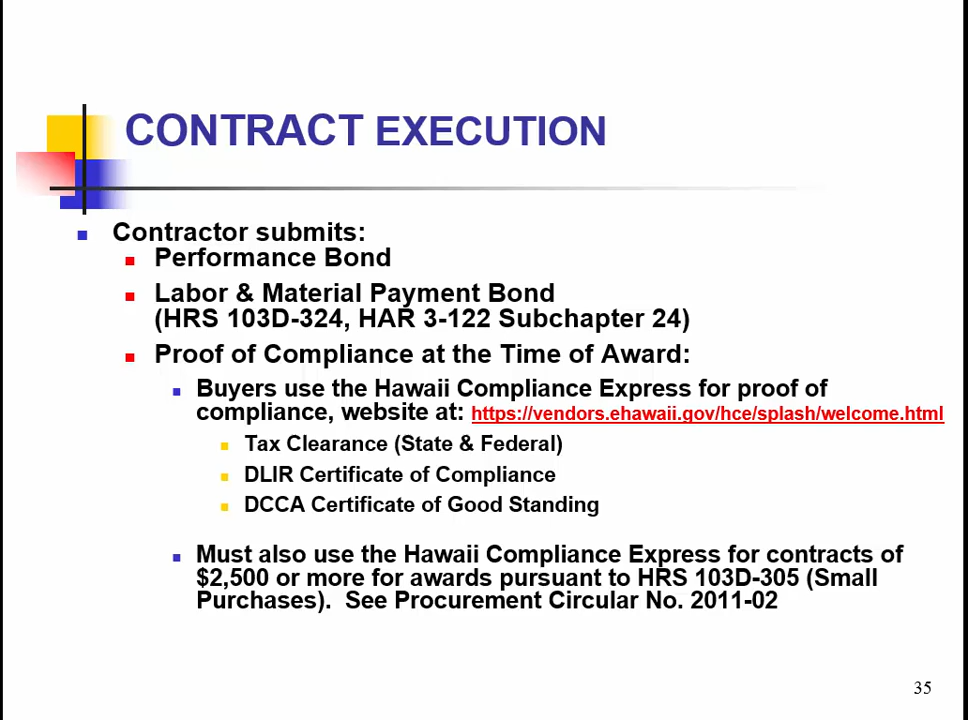 CONTRACT EXECUTION
Contractor submits:
Performance Bond
Labor & Material Payment Bond
(HRS 103D-324, HAR 3-122 Subchapter 24)
Proof of Compliance at the Time of Award:
Buyers use the Hawaii Compliance Express for proof of
compliance, website at: https://vendors.ehawaii.gov/hce/splash/welcome.html
Tax Clearance (State & Federal)
DLIR Certificate of Compliance
DCCA Certificate of Good Standing
Must also use the Hawaii Compliance Express for contracts of
$2,500 or more for awards pursuant to HRS 103D-305 (Small
Purchases). See Procurement Circular No. 2011-02
35